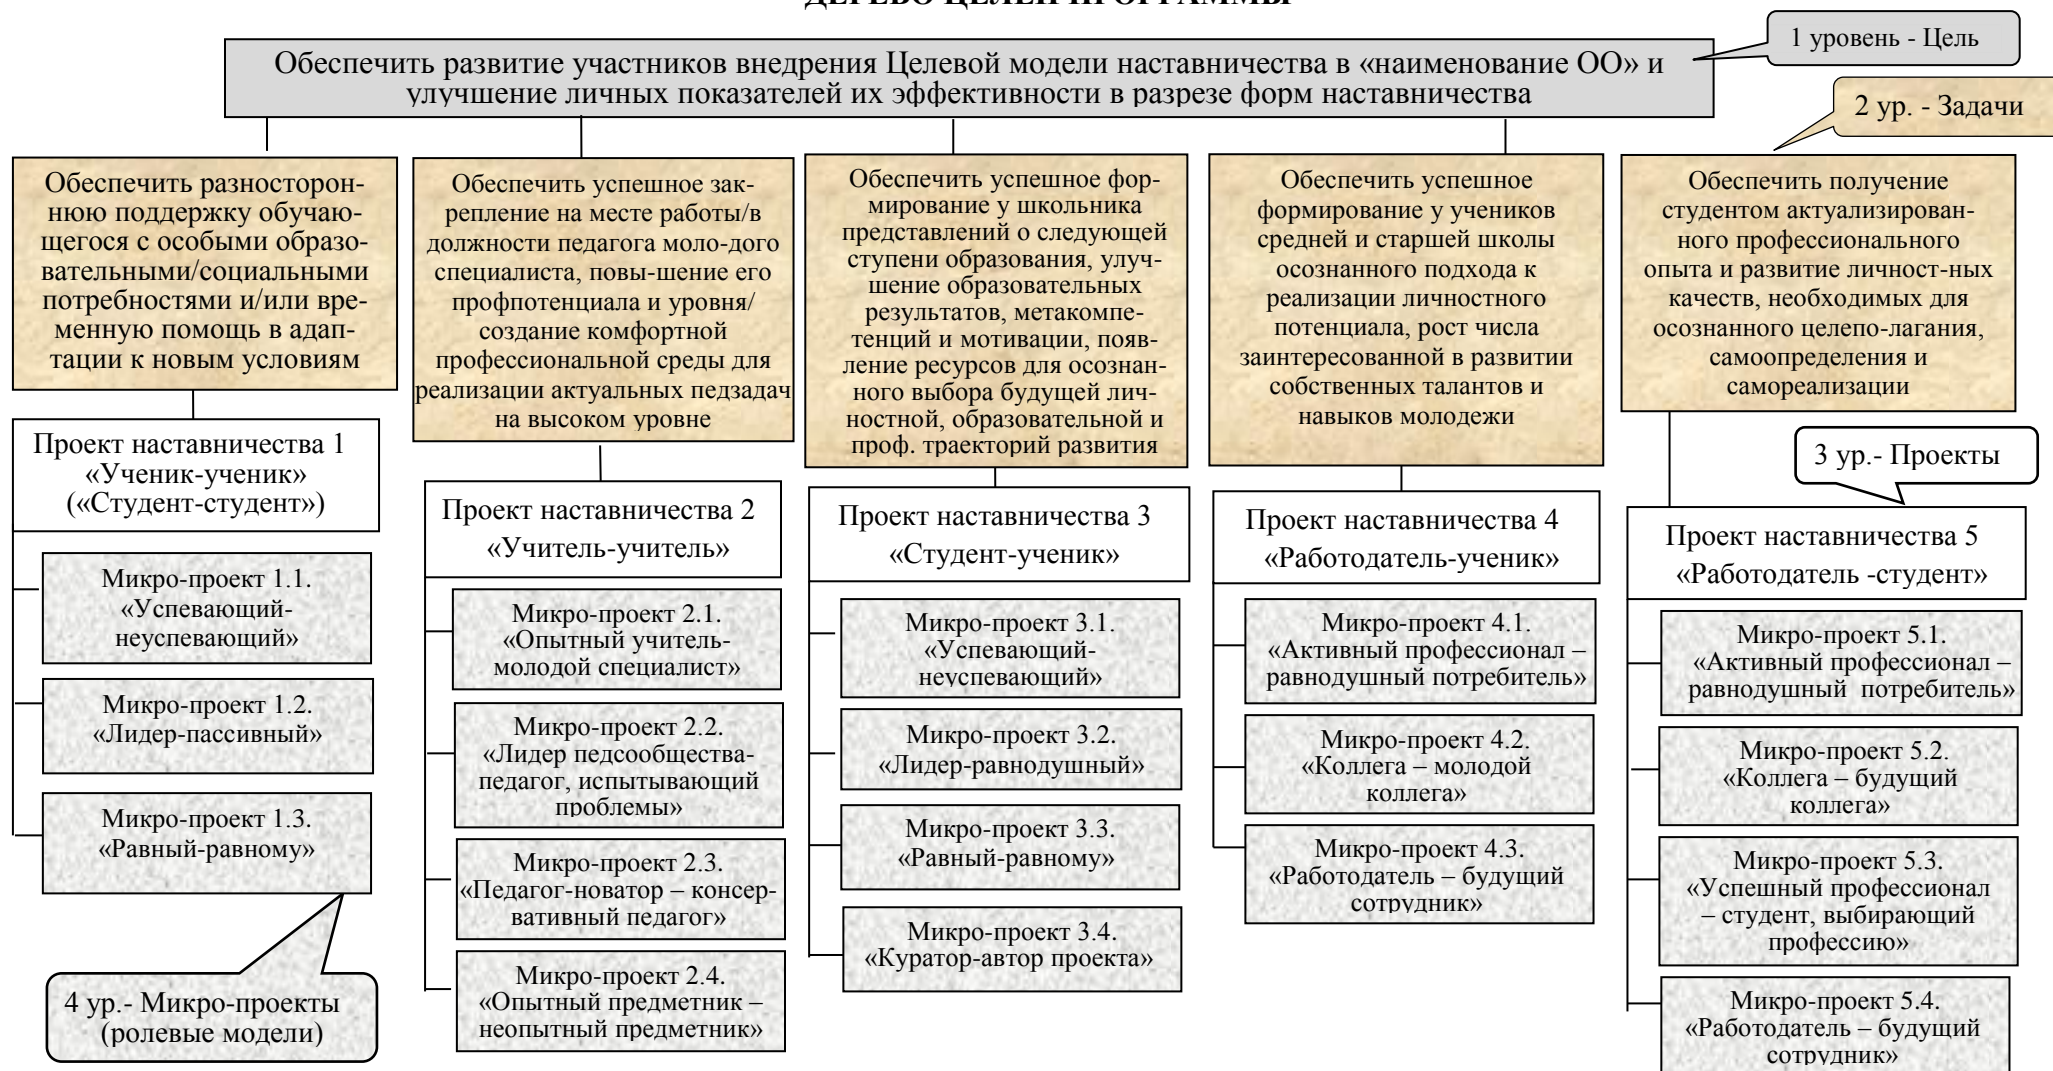 ДЕРЕВО ЦЕЛЕЙ ПРОГРАММЫ
1 уровень - Цель
Обеспечить развитие участников внедрения Целевой модели наставничества в «наименование ОО» и
улучшение личных показателей их эффективности в разрезе форм наставничества
2 ур. - Задачи
Обеспечить разносторон-
нюю поддержку обучаю-
щегося с особыми образо-
вательными/социальными
потребностями и/или вре-
менную помощь в адап-
тации к новым условиям
Обеспечить успешное зак-
репление на месте работы/в
должности педагога моло-дого
специалиста, повы-шение его
профпотенциала и уровня/
создание комфортной
профессиональной среды для
реализации актуальных педзадач
на высоком уровне
Обеспечить успешное фор-
мирование у школьника
представлений о следующей
ступени образования, улуч-
шение образовательных
результатов, метакомпе-
тенций и мотивации, появ-
ление ресурсов для осознан-
ного выбора будущей лич-
ностной, образовательной и
проф. траекторий развития
Обеспечить успешное
формирование у учеников
средней и старшей школы
осознанного подхода к
реализации личностного
потенциала, рост числа
заинтересованной в развитии
собственных талантов и
навыков молодежи
Обеспечить получение
студентом актуализирован-
ного профессионального
опыта и развитие личност-ных
качеств, необходимых для
осознанного целепо-лагания,
самоопределения и
самореализации
3 ур.- Проекты
Проект наставничества 1
«Ученик-ученик»
(«Студент-студент»)
Микро-проект 1.1.
«Успевающий-
неуспевающий»
Микро-проект 1.2.
«Лидер-пассивный»
Микро-проект 1.3.
«Равный-равному»
4 ур.- Микро-проекты
(ролевые модели)
Проект наставничества 2
«Учитель-учитель»
Микро-проект 2.1.
«Опытный учитель-
молодой специалист»
Микро-проект 2.2.
«Лидер педсообщества-
педагог, испытывающий
проблемы»
Микро-проект 2.3.
«Педагог-новатор – консер-
вативный педагог»
Микро-проект 2.4.
«Опытный предметник –
неопытный предметник»
Проект наставничества 3
«Студент-ученик»
Микро-проект 3.1.
«Успевающий-
неуспевающий»
Микро-проект 3.2.
«Лидер-равнодушный»
Микро-проект 3.3.
«Равный-равному»
Микро-проект 3.4.
«Куратор-автор проекта»
Проект наставничества 4
«Работодатель-ученик»
Микро-проект 4.1.
«Активный профессионал –
равнодушный потребитель»
Микро-проект 4.2.
«Коллега – молодой
коллега»
Микро-проект 4.3.
«Работодатель – будущий
сотрудник»
Проект наставничества 5
«Работодатель -студент»
Микро-проект 5.1.
«Активный профессионал –
равнодушный потребитель»
Микро-проект 5.2.
«Коллега – будущий
коллега»
Микро-проект 5.3.
«Успешный профессионал
– студент, выбирающий
профессию»
Микро-проект 5.4.
«Работодатель – будущий
сотрудник»